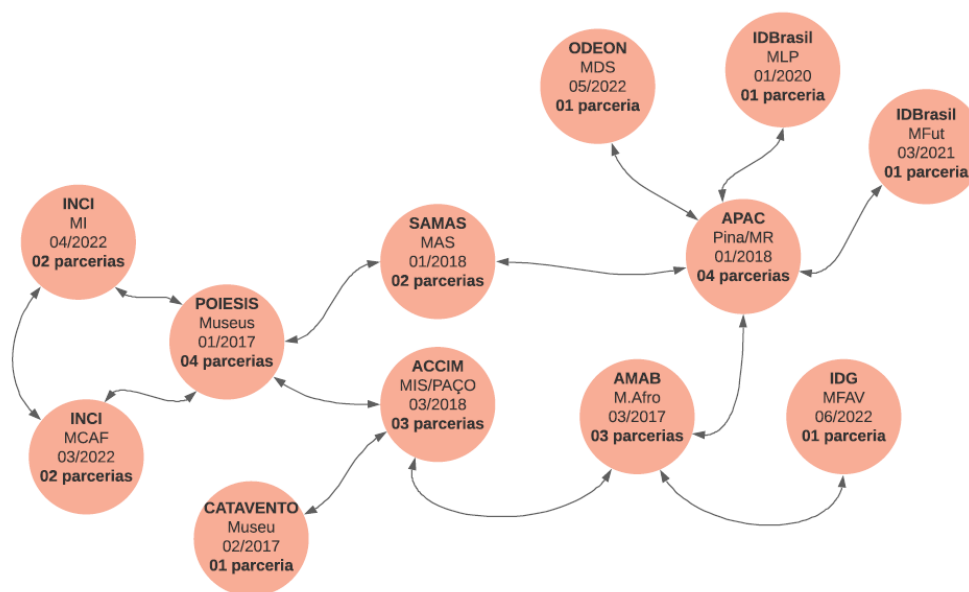 ODEON
MDS
05/2022
01 parceria
IDBrasil
MLP
01/2020
01 parceria
IDBrasil
MFut
03/2021
01 parceria
INCI
MI
04/2022
02 parcerias
SAMAS
MAS
01/2018
02 parcerias
APAC
Pina/MR
01/2018
04 parcerias
POIESIS
Museus
01/2017
04 parcerias
ACCIM
MIS/PAÇO
03/2018
03 parcerias
AMAB
M.Afro
03/2017
03 parcerias
IDG
MFAV
06/2022
01 parceria
INCI
MCAF
03/2022
02 parcerias
CATAVENTO
Museu
02/2017
01 parceria